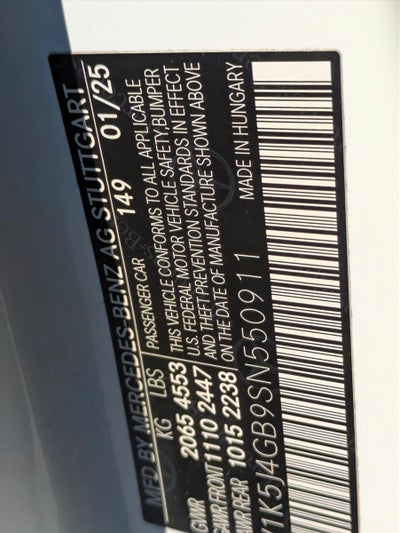 MFD BY MERCEDES-BENZ AG STUTTGART
149 01/25
PASSENGER CAR
KG LBS
GVWR 2065 4553
GAWR FRONT 1110 2447
GAWR REAR 1015 2238
THIS VEHICLE CONFORMS TO ALL APPLICABLE
U.S. FEDERAL MOTOR VEHICLE SAFETY, BUMPER
AND THEFT PREVENTION STANDARDS IN EFFECT
ON THE DATE OF MANUFACTURE SHOWN ABOVE
MADE IN HUNGARY
1K5J4GB9SN550911